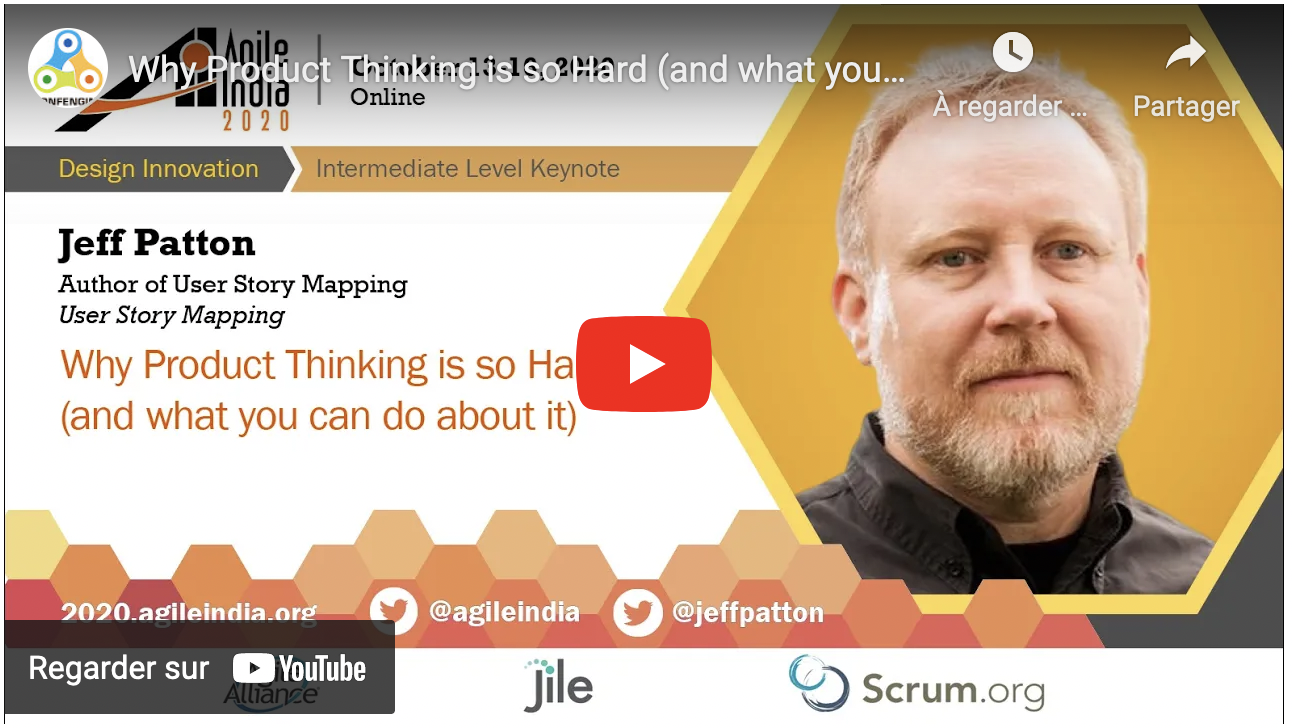 Why Product Thinking is so Hard (and what you…
Agile
India
2020
Online
CONFENGINE
À regarder …
Partager
Design Innovation
Intermediate Level Keynote
Jeff Patton
Author of User Story Mapping
User Story Mapping
Why Product Thinking is so Ha
(and what you can do about it)
2020.agileindia.org
@agileindia
@jeffpatton
Regarder sur YouTube
Alliance
jile
Scrum.org